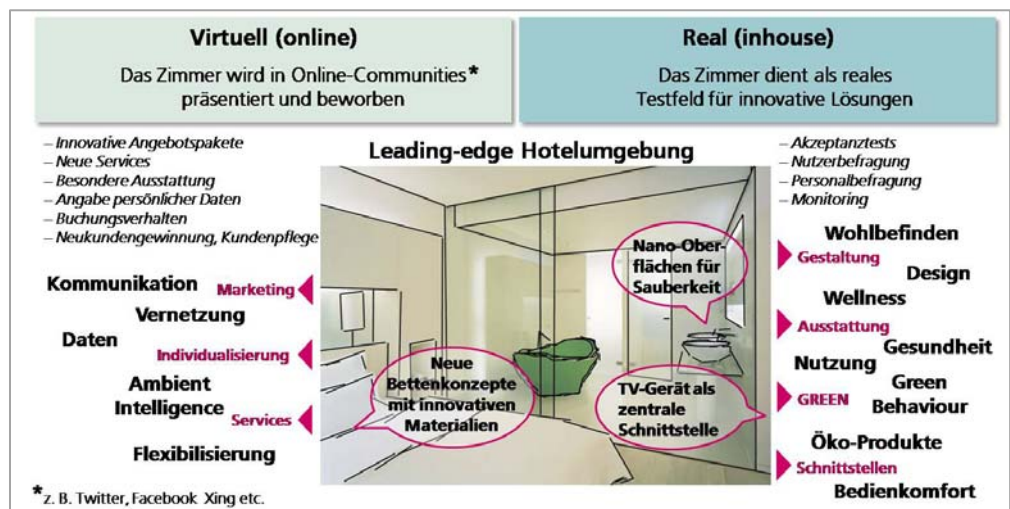 Virtuell (online)
Das Zimmer wird in Online-Communities*
präsentiert und beworben
Real (inhouse)
Das Zimmer dient als reales
Testfeld für innovative Lösungen
– Innovative Angebotspakete
– Neue Services
– Besondere Ausstattung
– Angabe persönlicher Daten
– Buchungsverhalten
– Neukundengewinnung, Kundenpflege
Leading-edge Hotelumgebung
– Akzeptanztests
– Nutzerbefragung
– Personalbefragung
– Monitoring
Kommunikation
Marketing
Vernetzung
Daten
Individualisierung
Ambient
Intelligence
Services
Flexibilisierung
Neue
Bettenkonzepte
mit innovativen
Materialien
Nano-Ober-
flächen für
Sauberkeit
TV-Gerät als
zentrale
Schnittstelle
Wohlbefinden
Gestaltung
Design
Wellness
Ausstattung
Gesundheit
Nutzung
Green
GREEN
Behaviour
Öko-Produkte
Schnittstellen
Bedienkomfort
*z. B. Twitter, Facebook Xing etc.